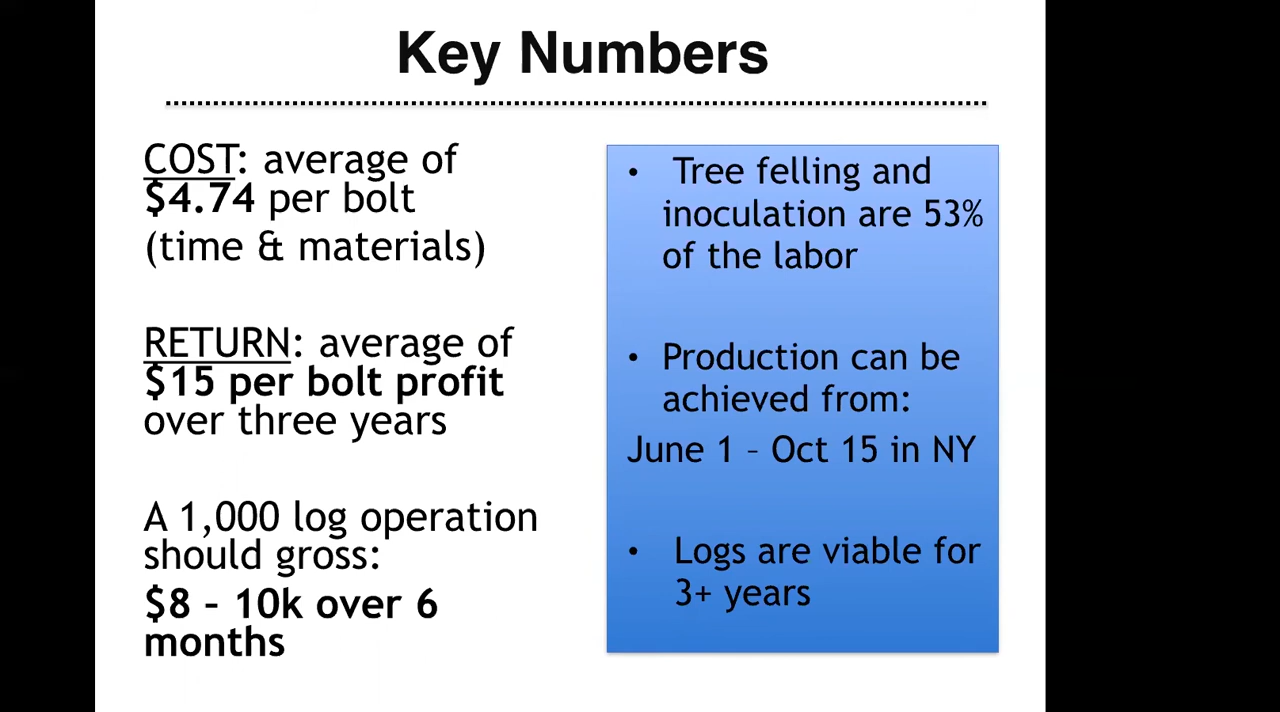 Key Numbers
COST: average of
$4.74 per bolt
(time & materials)
RETURN: average of
$15 per bolt profit
over three years
A 1,000 log operation
should gross:
$8 – 10k over 6
months
• Tree felling and
inoculation are 53%
of the labor
• Production can be
achieved from:
June 1 – Oct 15 in NY
• Logs are viable for
3+ years